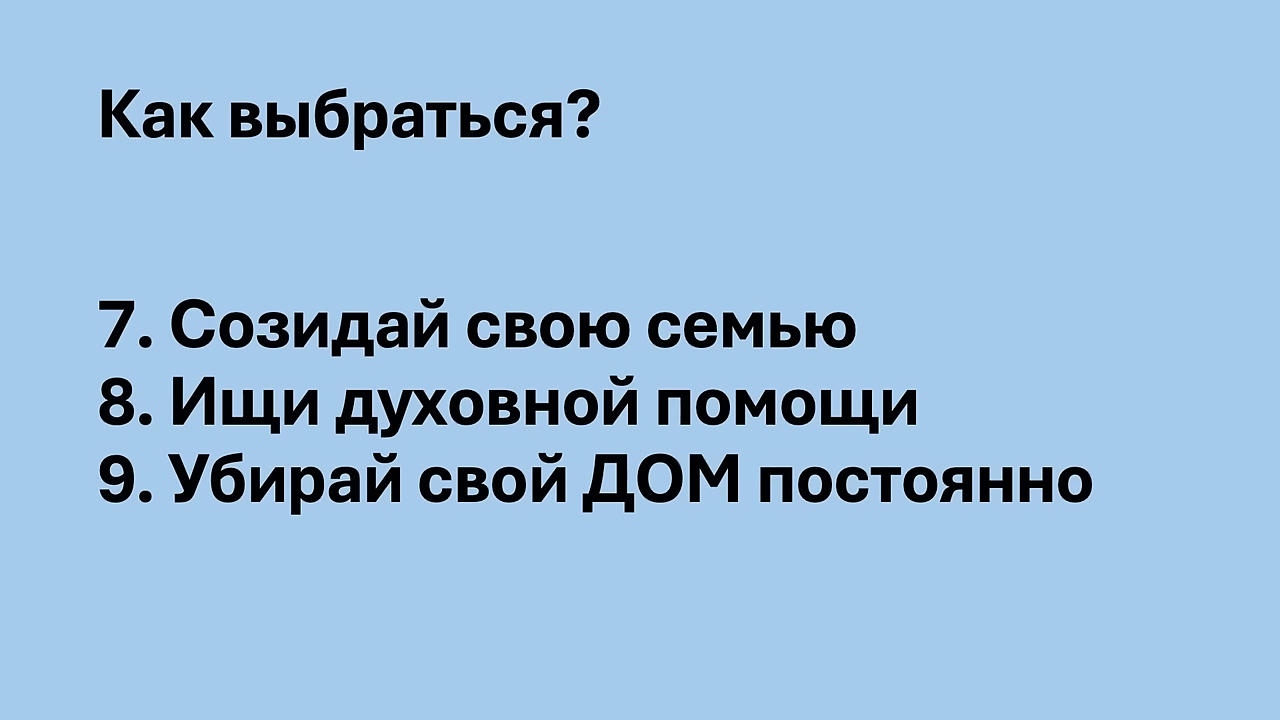 Как выбраться?
7. Созидай свою семью
8. Ищи духовной помощи
9. Убирай свой ДОМ постоянно